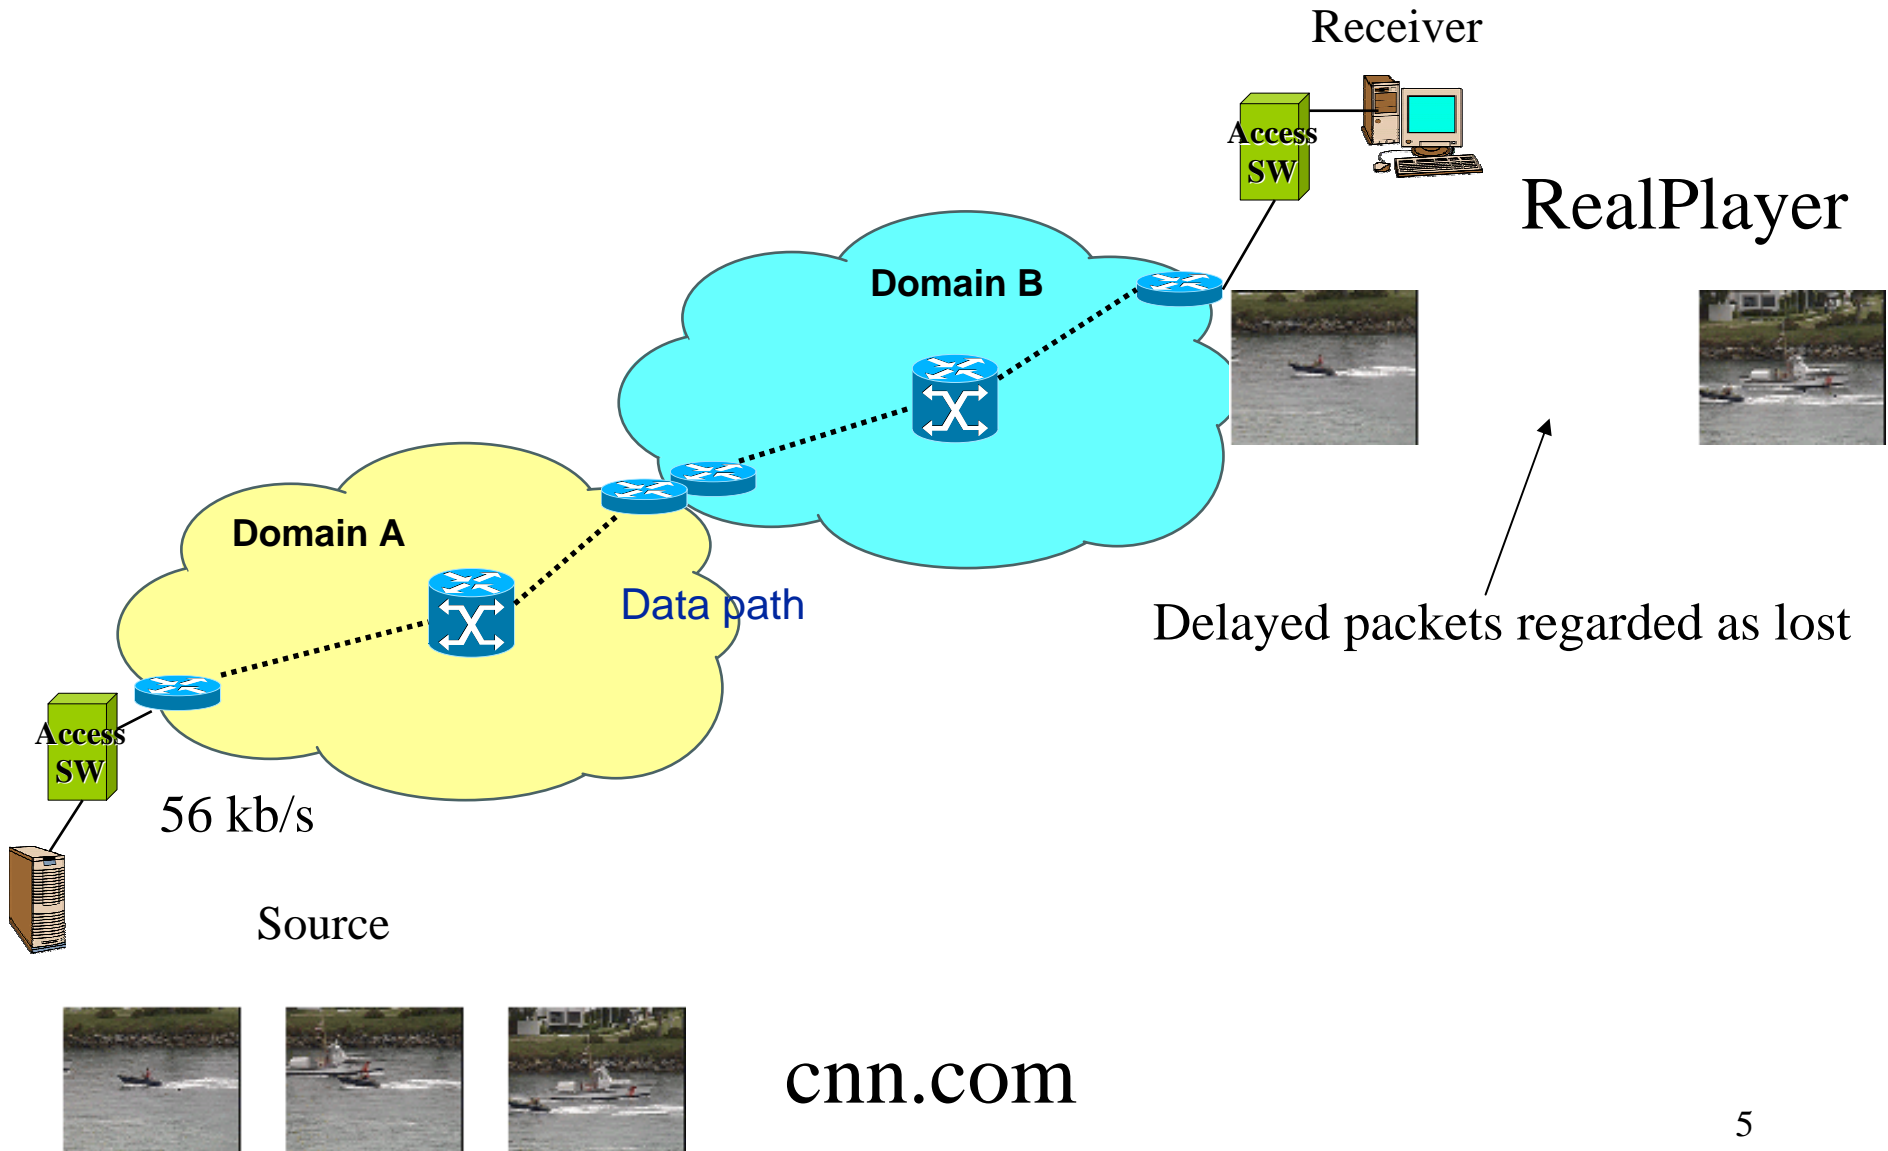 Receiver
Access
SW
RealPlayer
Domain B
Domain A
Data path
Delayed packets regarded as lost
Access
SW
56 kb/s
Source
cnn.com
5